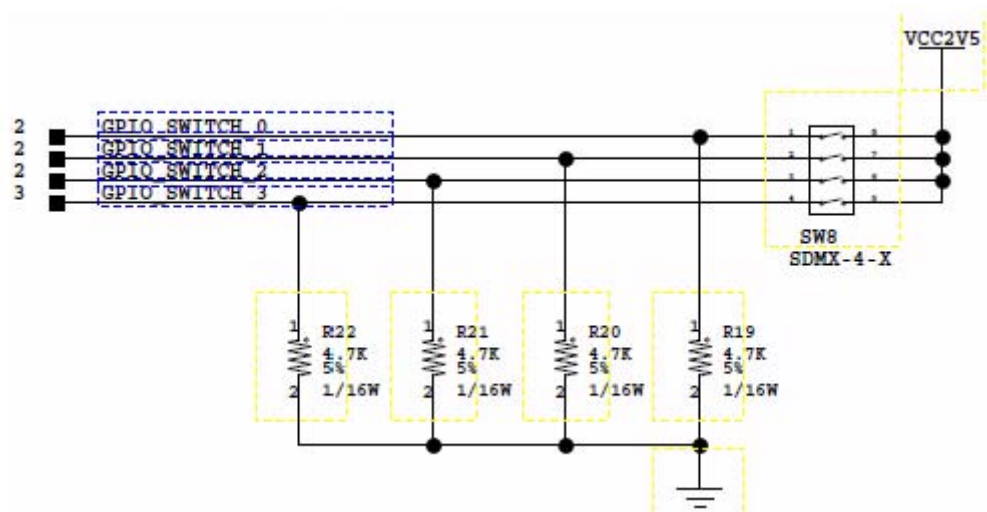 VCC2V5
2 GPIO_SWITCH_0
2 GPIO_SWITCH_1
2 GPIO_SWITCH_2
3 GPIO_SWITCH_3
1 8
2 7
3 6
4 5
SW8
SDMX-4-X
1 R22
4.7K
5%
2 1/16W
1 R21
4.7K
5%
2 1/16W
1 R20
4.7K
5%
2 1/16W
1 R19
4.7K
5%
2 1/16W